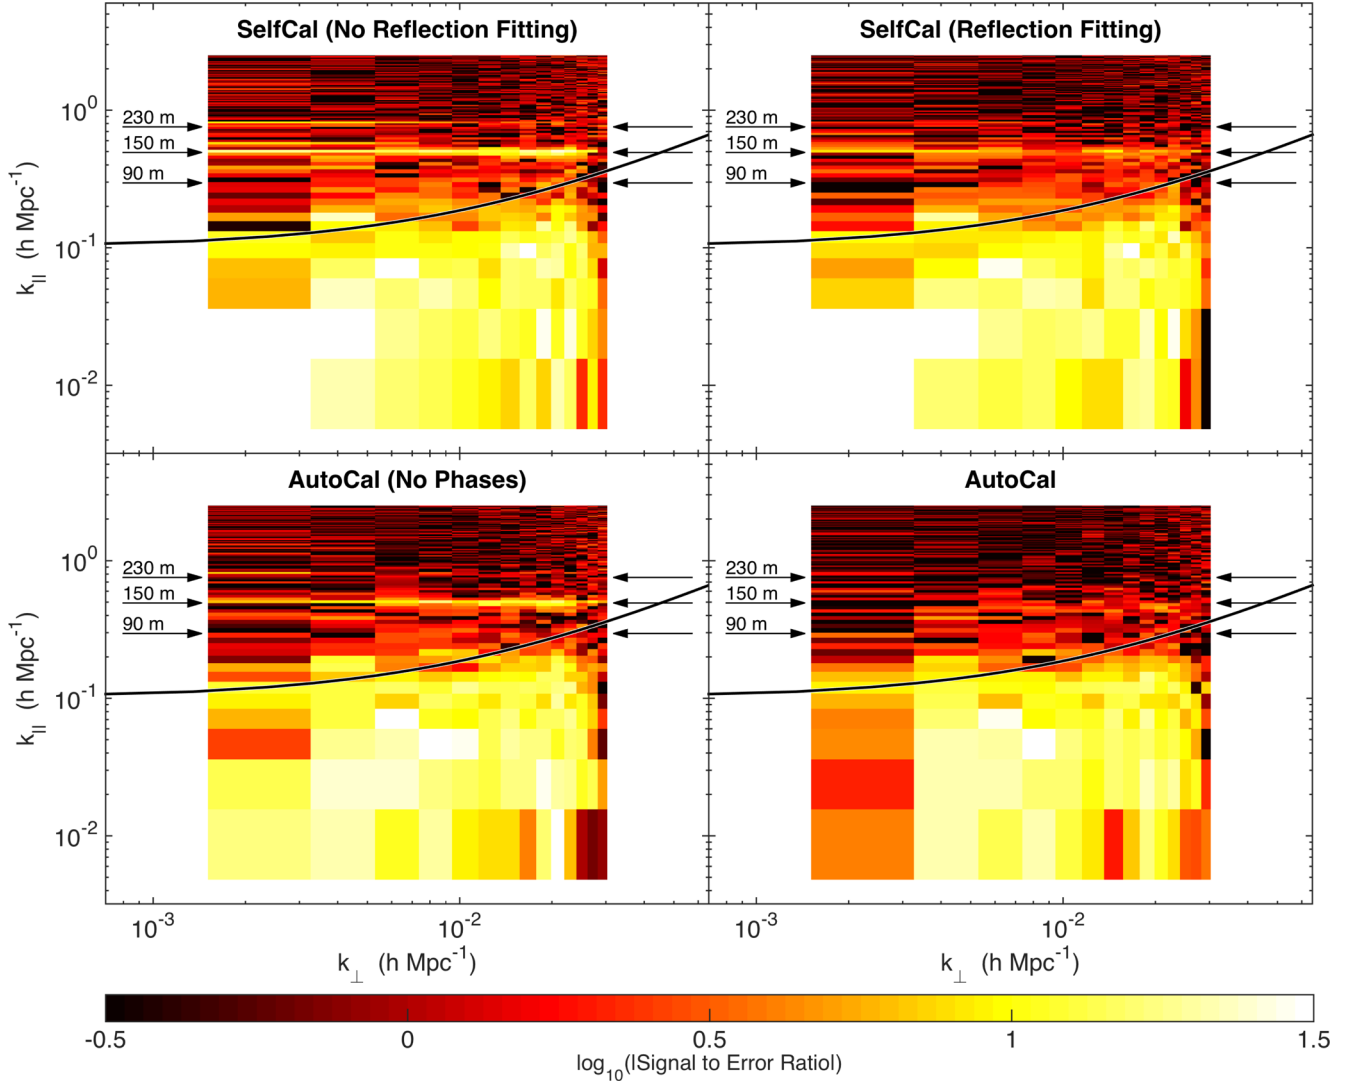 SelfCal (No Reflection Fitting)
SelfCal (Reflection Fitting)
10^0
10^-1
10^-2
k_|| (h Mpc^-1)
230 m
150 m
90 m
230 m
150 m
90 m
AutoCal (No Phases)
AutoCal
10^0
10^-1
10^-2
k_|| (h Mpc^-1)
230 m
150 m
90 m
230 m
150 m
90 m
10^-3
10^-2
10^-3
10^-2
k_⊥ (h Mpc^-1)
k_⊥ (h Mpc^-1)
-0.5
0
0.5
1
1.5
log_10(|Signal to Error Ratio|)